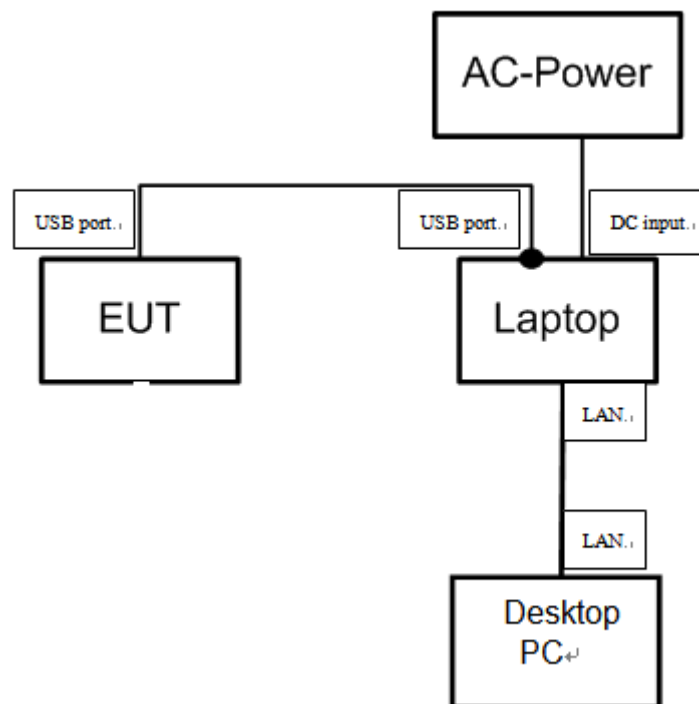 AC-Power
USB port.
USB port.
DC input.
EUT
Laptop
LAN.
LAN.
Desktop
PC